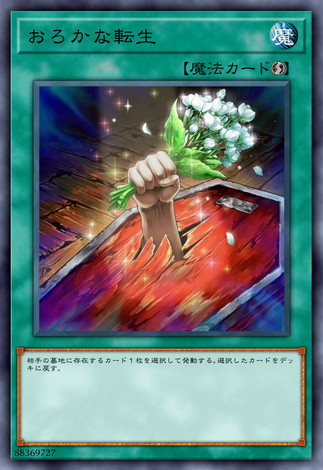 おろかな転生
魔
【魔法カード】
相手の墓地に存在するカード１枚を選択して発動する。選択したカードをデッ
キに戻す。
88369727